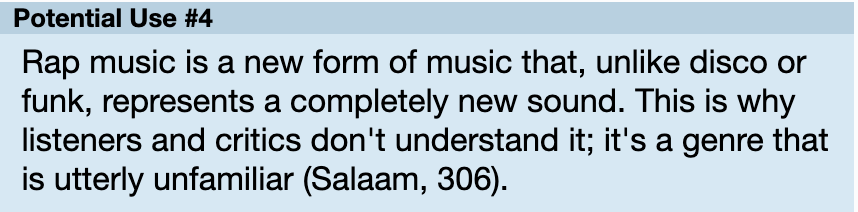 Potential Use #4
Rap music is a new form of music that, unlike disco or
funk, represents a completely new sound. This is why
listeners and critics don't understand it; it's a genre that
is utterly unfamiliar (Salaam, 306).